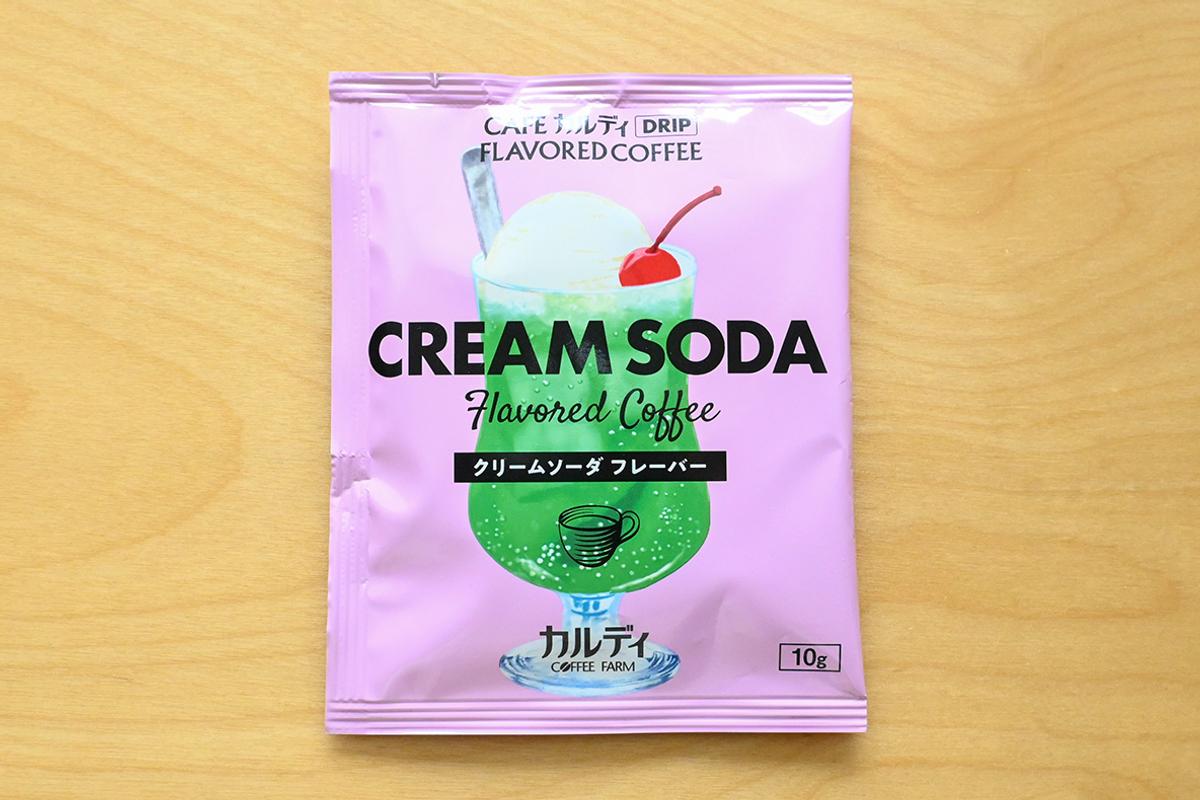 CAFE カルディ DRIP
FLAVORED COFFEE
CREAM SODA
Flavored Coffee
クリームソーダ フレーバー
カルディ
COFFEE FARM
10g